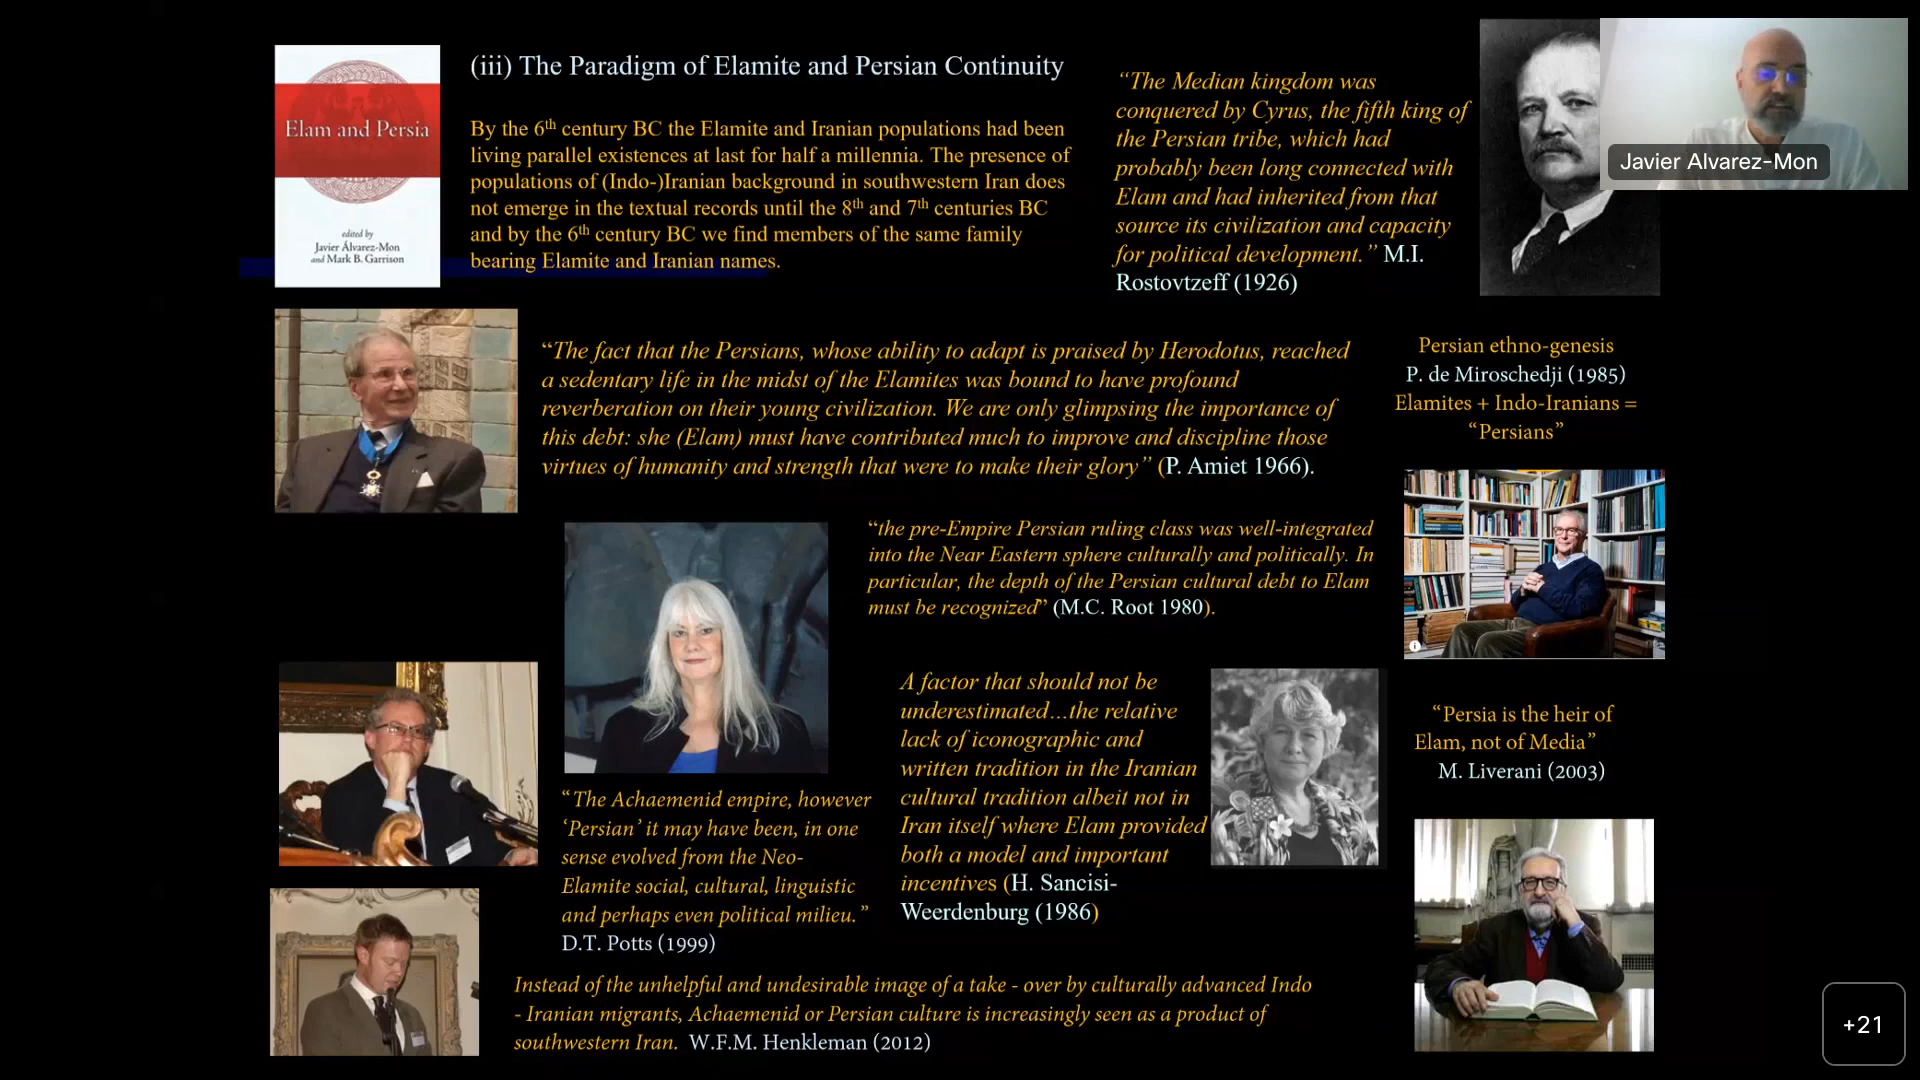 Elam and Persia
edited by
Javier Álvarez-Mon
and Mark B. Garrison
(iii) The Paradigm of Elamite and Persian Continuity
By the 6th century BC the Elamite and Iranian populations had been
living parallel existences at last for half a millennia. The presence of
populations of (Indo-)Iranian background in southwestern Iran does
not emerge in the textual records until the 8th and 7th centuries BC
and by the 6th century BC we find members of the same family
bearing Elamite and Iranian names.
“The Median kingdom was
conquered by Cyrus, the fifth king of
the Persian tribe, which had
probably been long connected with
Elam and had inherited from that
source its civilization and capacity
for political development.” M.I.
Rostovtzeff (1926)
Javier Alvarez-Mon
“The fact that the Persians, whose ability to adapt is praised by Herodotus, reached
a sedentary life in the midst of the Elamites was bound to have profound
reverberation on their young civilization. We are only glimpsing the importance of
this debt: she (Elam) must have contributed much to improve and discipline those
virtues of humanity and strength that were to make their glory” (P. Amiet 1966).
Persian ethno-genesis
P. de Miroschedji (1985)
Elamites + Indo-Iranians =
“Persians”
“the pre-Empire Persian ruling class was well-integrated
into the Near Eastern sphere culturally and politically. In
particular, the depth of the Persian cultural debt to Elam
must be recognized” (M.C. Root 1980).
A factor that should not be
underestimated…the relative
lack of iconographic and
written tradition in the Iranian
cultural tradition albeit not in
Iran itself where Elam provided
both a model and important
incentives (H. Sancisi-
Weerdenburg (1986)
“Persia is the heir of
Elam, not of Media”
M. Liverani (2003)
“The Achaemenid empire, however
‘Persian’ it may have been, in one
sense evolved from the Neo-
Elamite social, cultural, linguistic
and perhaps even political milieu.”
D.T. Potts (1999)
Instead of the unhelpful and undesirable image of a take - over by culturally advanced Indo
- Iranian migrants, Achaemenid or Persian culture is increasingly seen as a product of
southwestern Iran. W.F.M. Henkleman (2012)
+21